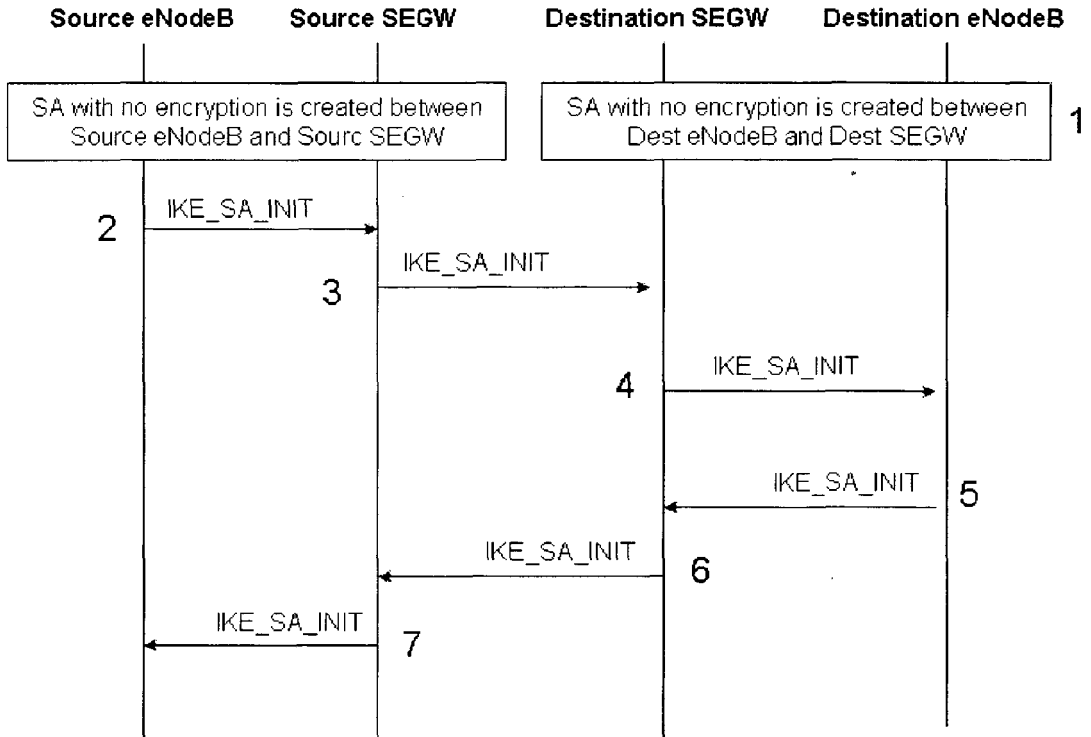 Source eNodeB
Source SEGW
Destination SEGW
Destination eNodeB
SA with no encryption is created between
Source eNodeB and Sourc SEGW
SA with no encryption is created between
Dest eNodeB and Dest SEGW
1
2
IKE_SA_INIT
3
IKE_SA_INIT
4
IKE_SA_INIT
IKE_SA_INIT
5
IKE_SA_INIT
6
IKE_SA_INIT
7